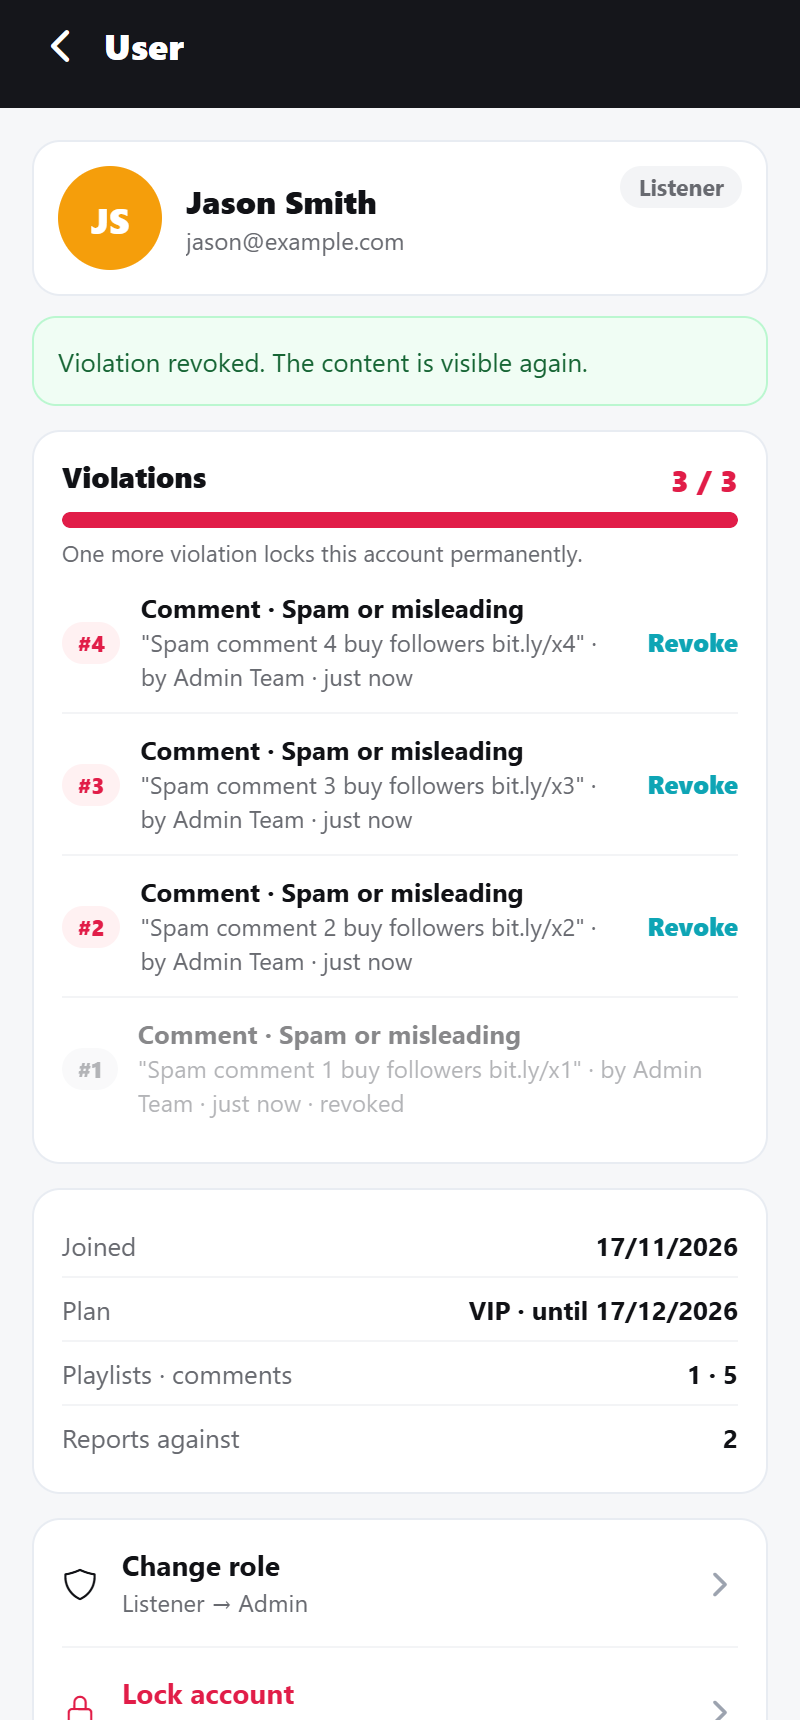 User
JS
Jason Smith
jason@example.com
Listener
Violation revoked. The content is visible again.
Violations
3 / 3
One more violation locks this account permanently.
#4
Comment · Spam or misleading
"Spam comment 4 buy followers bit.ly/x4" ·
by Admin Team · just now
Revoke
#3
Comment · Spam or misleading
"Spam comment 3 buy followers bit.ly/x3" ·
by Admin Team · just now
Revoke
#2
Comment · Spam or misleading
"Spam comment 2 buy followers bit.ly/x2" ·
by Admin Team · just now
Revoke
#1
Comment · Spam or misleading
"Spam comment 1 buy followers bit.ly/x1" · by Admin
Team · just now · revoked
Joined 17/11/2026
Plan VIP · until 17/12/2026
Playlists · comments 1 · 5
Reports against 2
Change role
Listener → Admin
Lock account